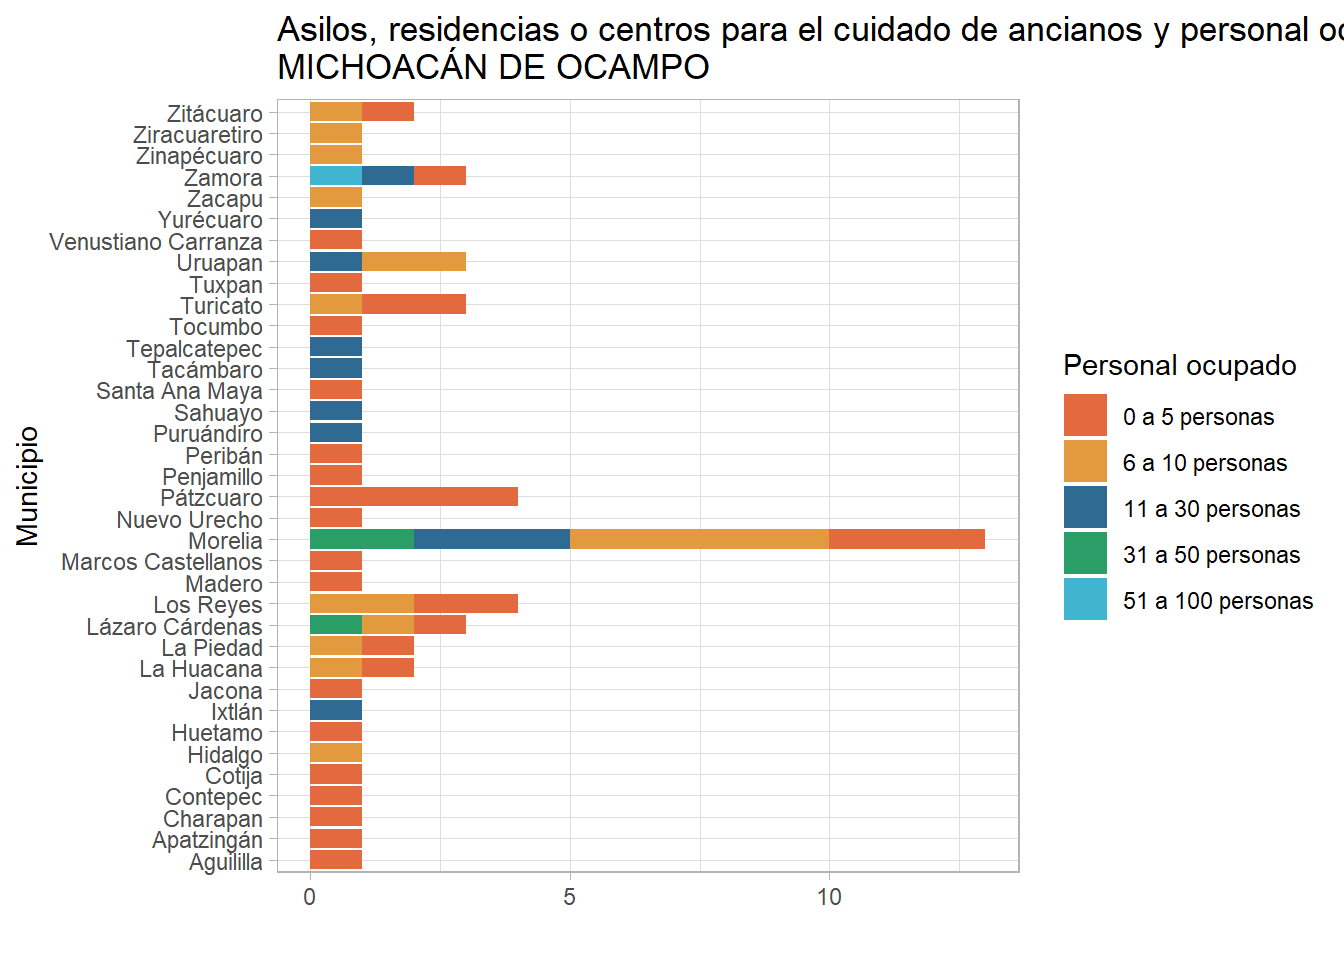 Asilos, residencias o centros para el cuidado de ancianos y personal
MICHOACÁN DE OCAMPO
Municipio
Zitácuaro
Ziracuaretiro
Zinapécuaro
Zamora
Zacapu
Yurécuaro
Venustiano Carranza
Uruapan
Tuxpan
Turicato
Tocumbo
Tepalcatepec
Tacámbaro
Santa Ana Maya
Sahuayo
Puruándiro
Peribán
Penjamillo
Pátzcuaro
Nuevo Urecho
Morelia
Marcos Castellanos
Madero
Los Reyes
Lázaro Cárdenas
La Piedad
La Huacana
Jacona
Ixtlán
Huetamo
Hidalgo
Cotija
Contepec
Charapan
Apatzingán
Aguililla
0 5 10
Personal ocupado
0 a 5 personas
6 a 10 personas
11 a 30 personas
31 a 50 personas
51 a 100 personas